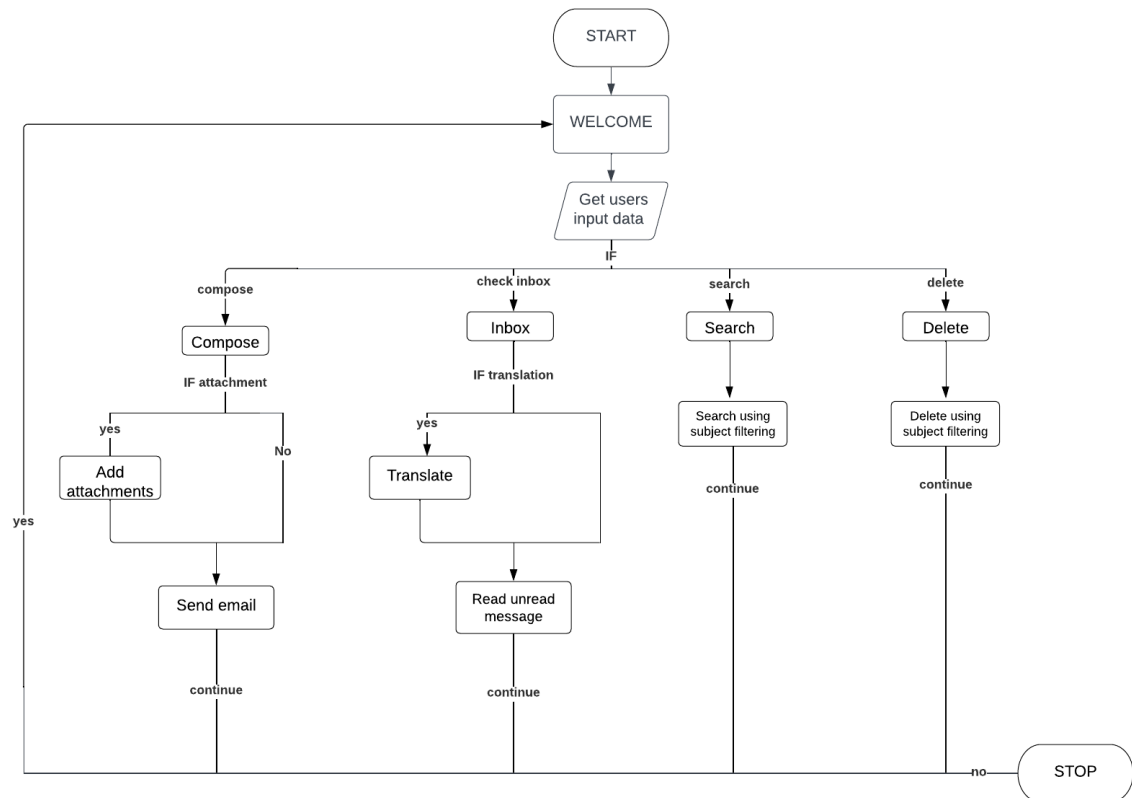 START
WELCOME
Get users
input data
IF
compose
check inbox
search
delete
Compose
Inbox
Search
Delete
IF attachment
IF translation
yes
No
yes
Search using
subject filtering
Delete using
subject filtering
Add
attachments
Translate
continue
continue
yes
Send email
Read unread
message
continue
continue
no
STOP